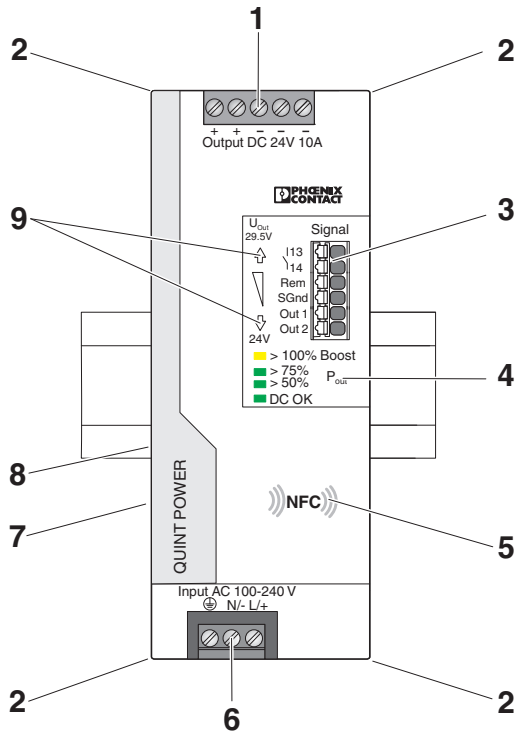 1
2
2
+ + – – –
Output DC 24V 10A
PHŒNIX
CONTACT
9
3
UOut
29.5V
Signal
13
14
Rem
SGnd
Out 1
Out 2
24V
> 100% Boost
> 75%
> 50%
Pout
DC OK
4
8
7
QUINT POWER
NFC
5
Input AC 100-240 V
N/- L/+
2
2
6